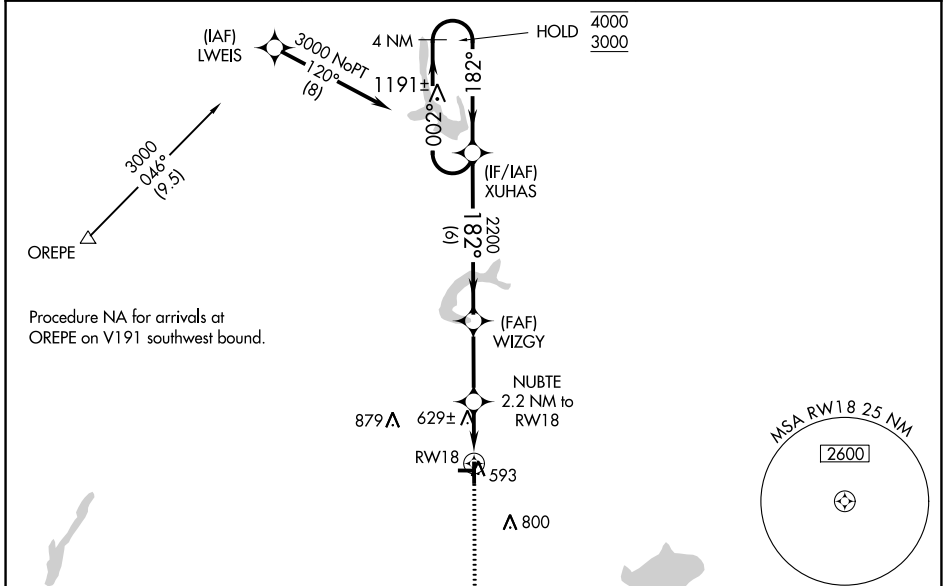 (IAF)
LWEIS
3000 NoPT
120°
(8)
4 NM
HOLD
4000
3000
1191±
002°
182°
(IF/IAF)
XUHAS
3000
046°
(9.5)
OREPE
2200
182°
(6)
Procedure NA for arrivals at
OREPE on V191 southwest bound.
(FAF)
WIZGY
NUBTE
2.2 NM to
RW18
879
629±
RW18
593
800
MSA RW18 25 NM
2600